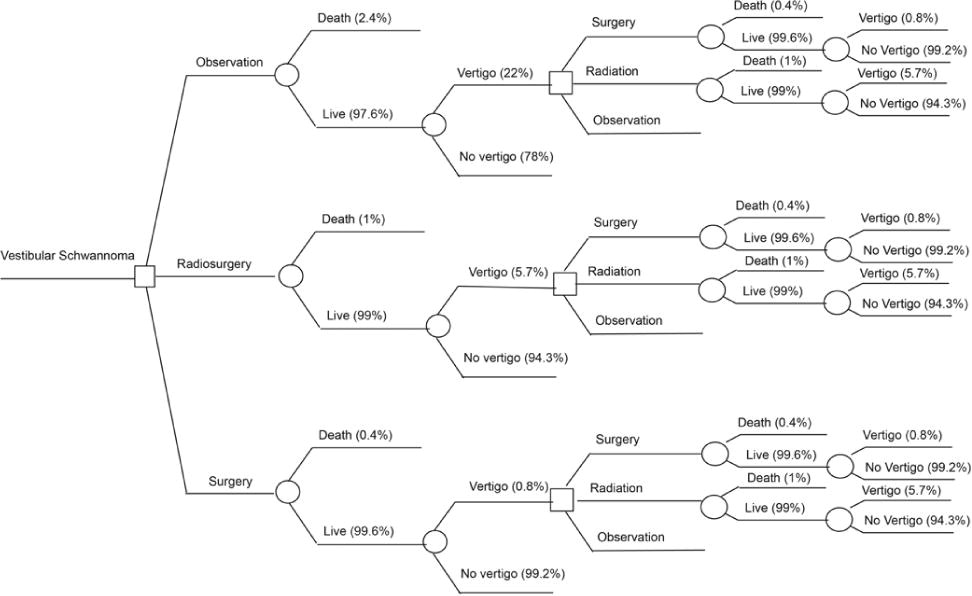 Vestibular Schwannoma
Observation
Death (2.4%)
Live (97.6%)
Vertigo (22%)
No vertigo (78%)
Surgery
Death (0.4%)
Live (99.6%)
Vertigo (0.8%)
No Vertigo (99.2%)
Radiation
Death (1%)
Live (99%)
Vertigo (5.7%)
No Vertigo (94.3%)
Observation
Radiosurgery
Death (1%)
Live (99%)
Vertigo (5.7%)
No vertigo (94.3%)
Surgery
Death (0.4%)
Live (99.6%)
Vertigo (0.8%)
No Vertigo (99.2%)
Radiation
Death (1%)
Live (99%)
Vertigo (5.7%)
No Vertigo (94.3%)
Observation
Surgery
Death (0.4%)
Live (99.6%)
Vertigo (0.8%)
No vertigo (99.2%)
Surgery
Death (0.4%)
Live (99.6%)
Vertigo (0.8%)
No Vertigo (99.2%)
Radiation
Death (1%)
Live (99%)
Vertigo (5.7%)
No Vertigo (94.3%)
Observation